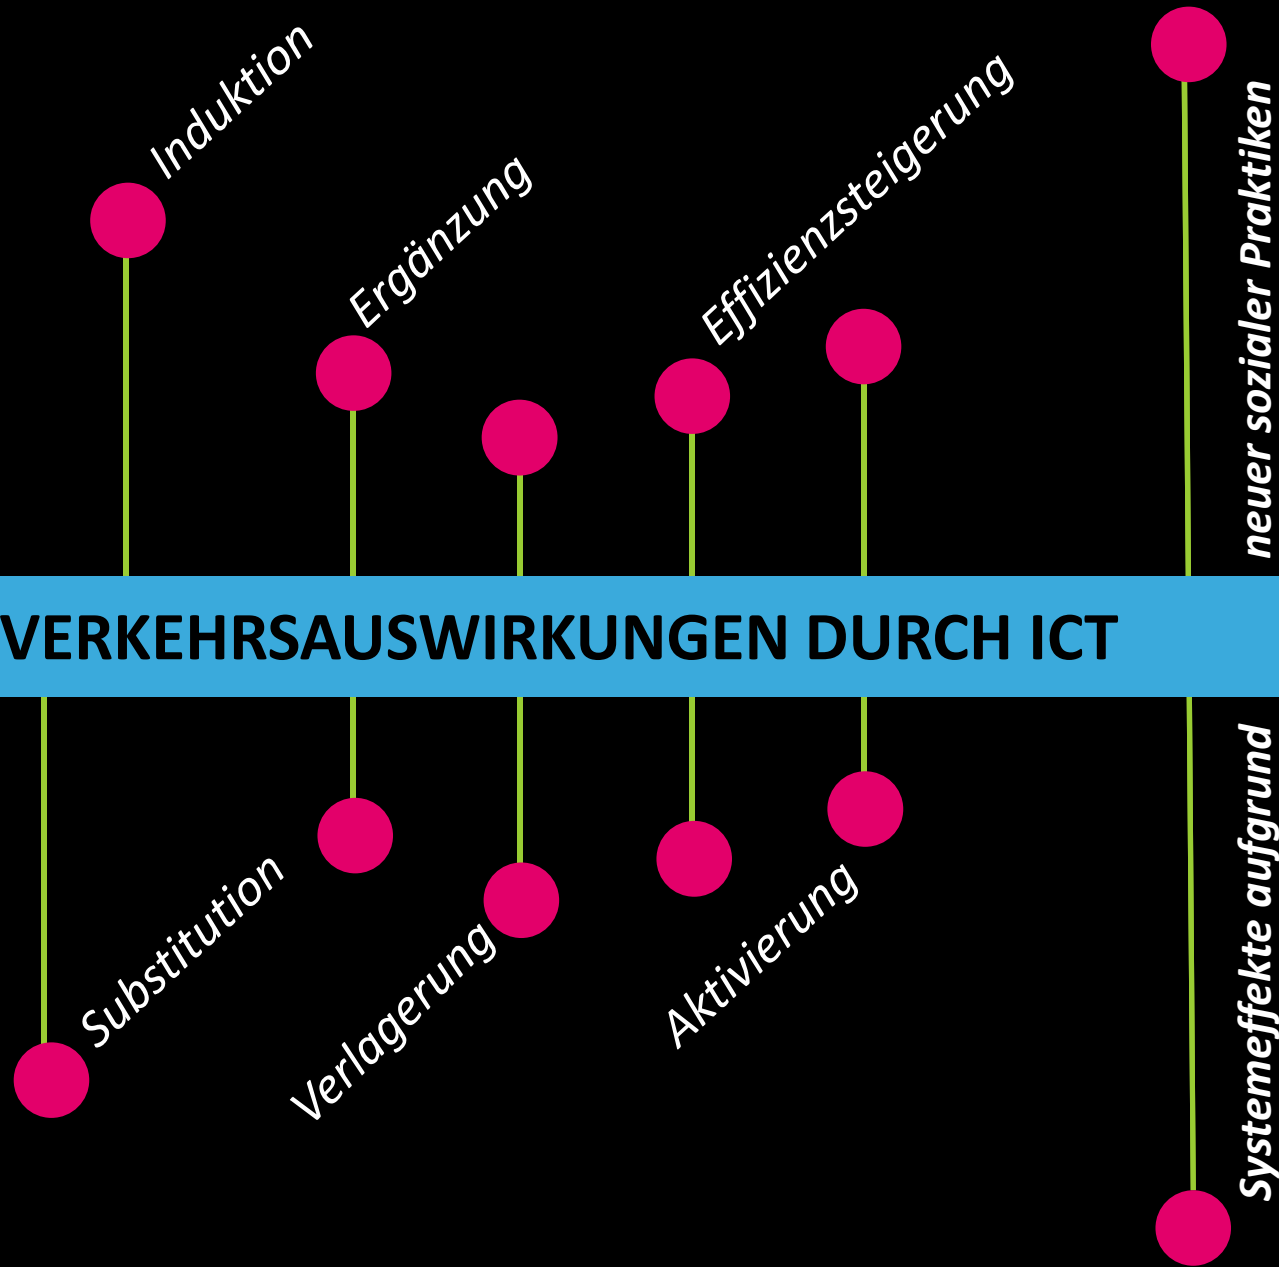 Induktion
Ergänzung
Effizienzsteigerung
VERKEHRSAUSWIRKUNGEN DURCH ICT
Substitution
Verlagerung
Aktivierung
Systemeffekte aufgrund neuer sozialer Praktiken